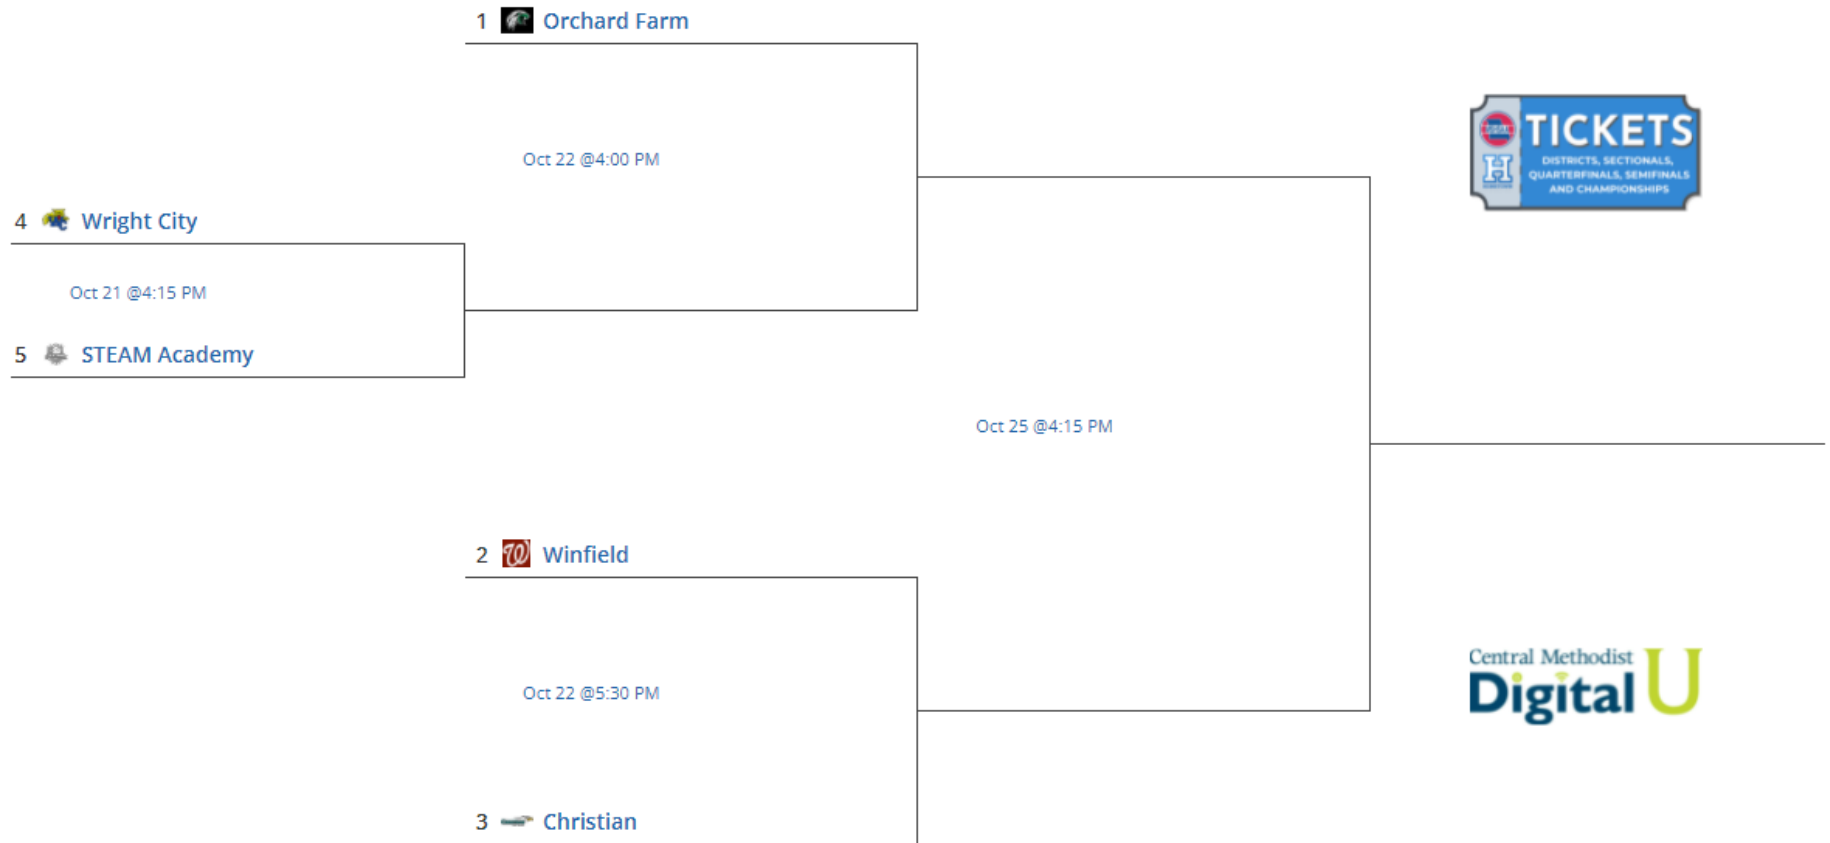 1 Orchard Farm
Oct 22 @4:00 PM
4 Wright City
Oct 21 @4:15 PM
5 STEAM Academy
Oct 25 @4:15 PM
2 Winfield
Oct 22 @5:30 PM
3 Christian
TICKETS
DISTRICTS, SECTIONALS,
QUARTERFINALS, SEMIFINALS
AND CHAMPIONSHIPS
H
Central Methodist
Digital U